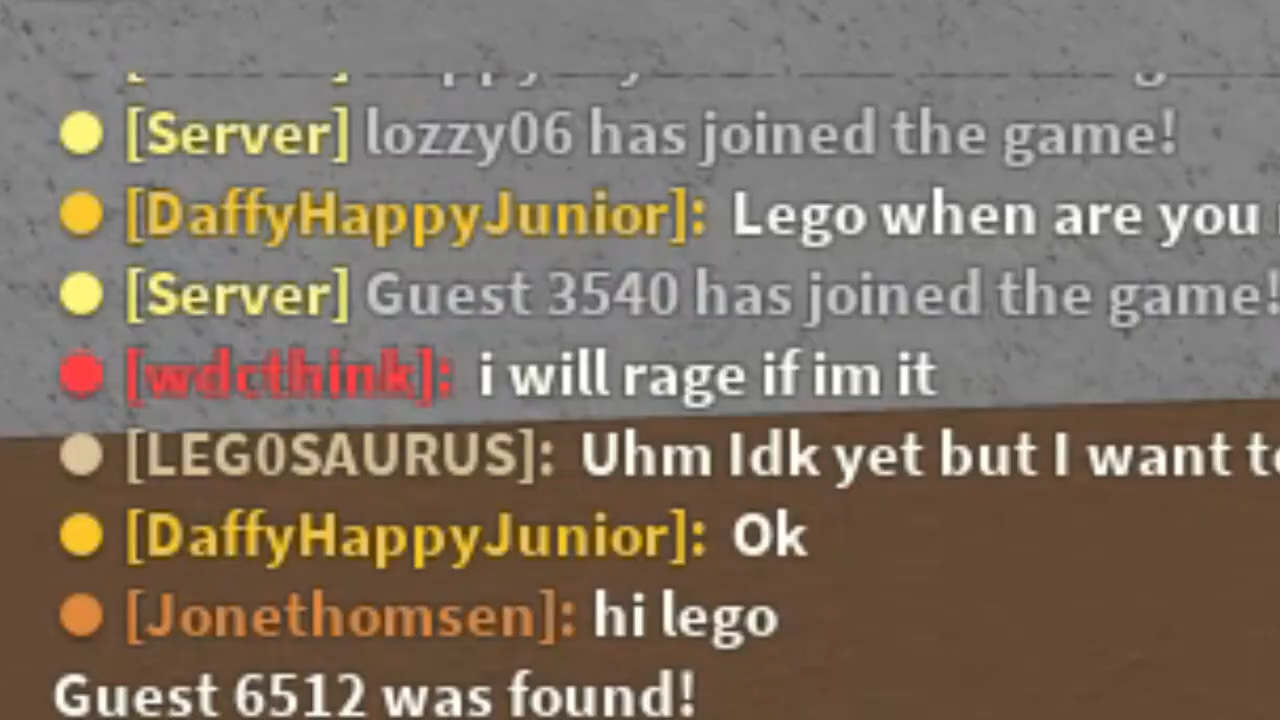 [Server] lozzy06 has joined the game!
[DaffyHappyJunior]: Lego when are you
[Server] Guest 3540 has joined the game!
[wdcthink]: i will rage if im it
[LEG0SAURUS]: Uhm Idk yet but I want
[DaffyHappyJunior]: Ok
[Jonethomsen]: hi lego
Guest 6512 was found!